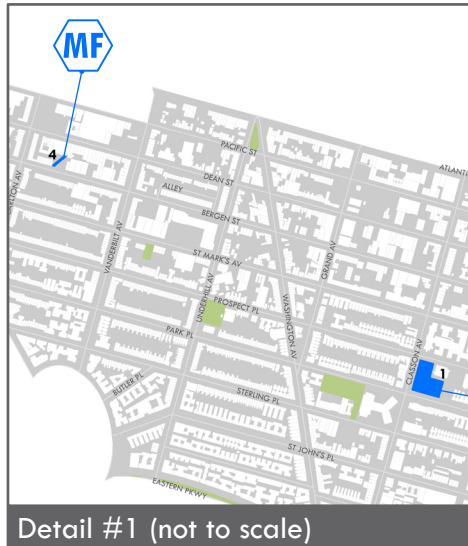 MF
PACIFIC ST
ATLANTI
4
DEAN ST
ALLEY
BERGEN ST
RLTON AV
VANDERBILT AV
ST MARK'S AV
GRAND AV
UNDERHILL AV
PROSPECT PL
WASHINGTON AV
PARK PL
CLASSON AV
1
BUTLER PL
STERLING PL
ST JOHN'S PL
EASTERN PKWY
Detail #1 (not to scale)